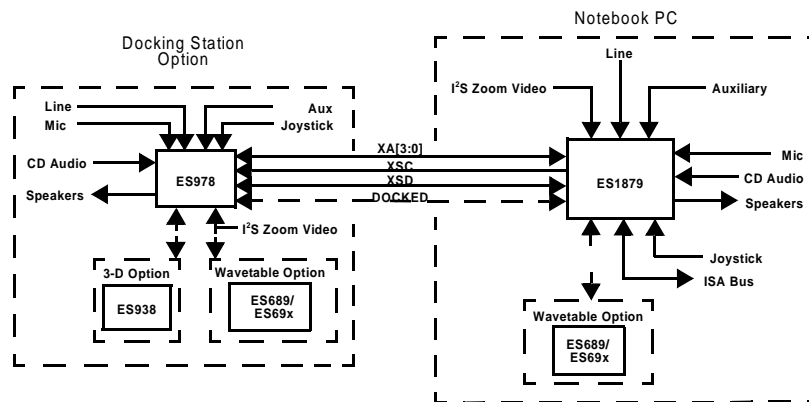 Docking Station
Option
Notebook PC
Line
Mic
Aux
Joystick
CD Audio
Speakers
ES978
I²S Zoom Video
3-D Option
ES938
Wavetable Option
ES689/
ES69x
XA[3:0]
XSC
XSD
DOCKED
Line
I²S Zoom Video
Auxiliary
ES1879
Mic
CD Audio
Speakers
Joystick
ISA Bus
Wavetable Option
ES689/
ES69x